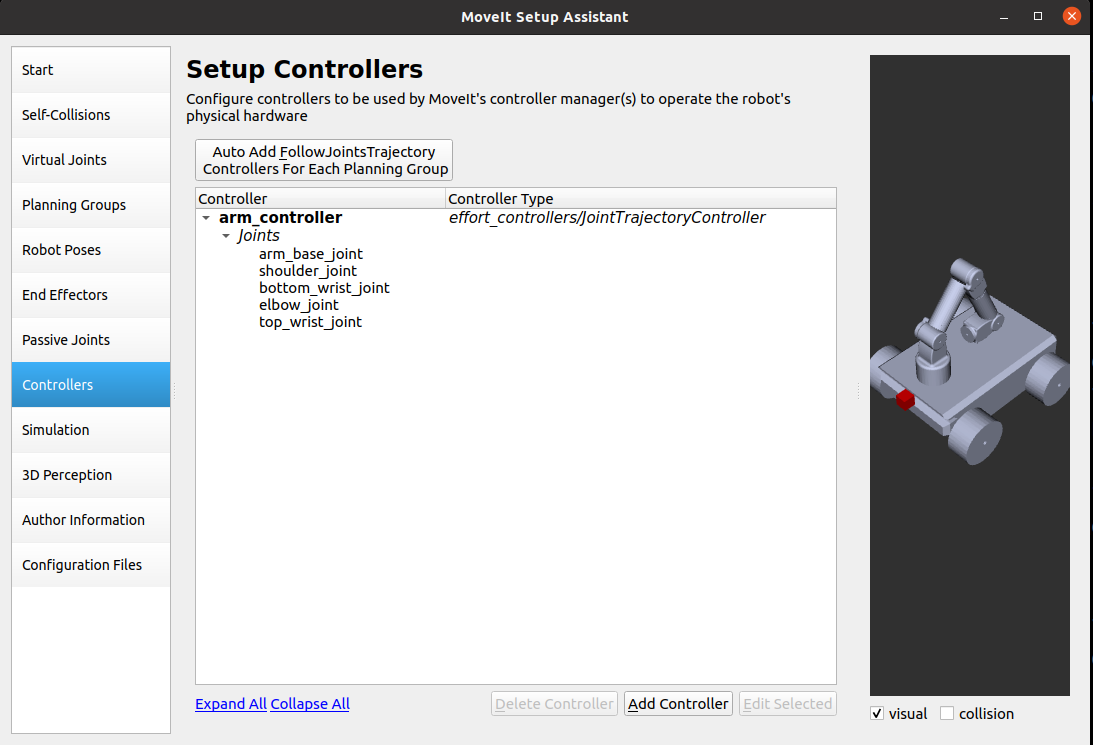 MoveIt Setup Assistant
Start
Self-Collisions
Virtual Joints
Planning Groups
Robot Poses
End Effectors
Passive Joints
Controllers
Simulation
3D Perception
Author Information
Configuration Files
Setup Controllers
Configure controllers to be used by MoveIt's controller manager(s) to operate the robot's
physical hardware
Auto Add FollowJointsTrajectory
Controllers For Each Planning Group
Controller Controller Type
arm_controller effort_controllers/JointTrajectoryController
Joints
arm_base_joint
shoulder_joint
bottom_wrist_joint
elbow_joint
top_wrist_joint
Expand All Collapse All Delete Controller Add Controller Edit Selected
visual collision